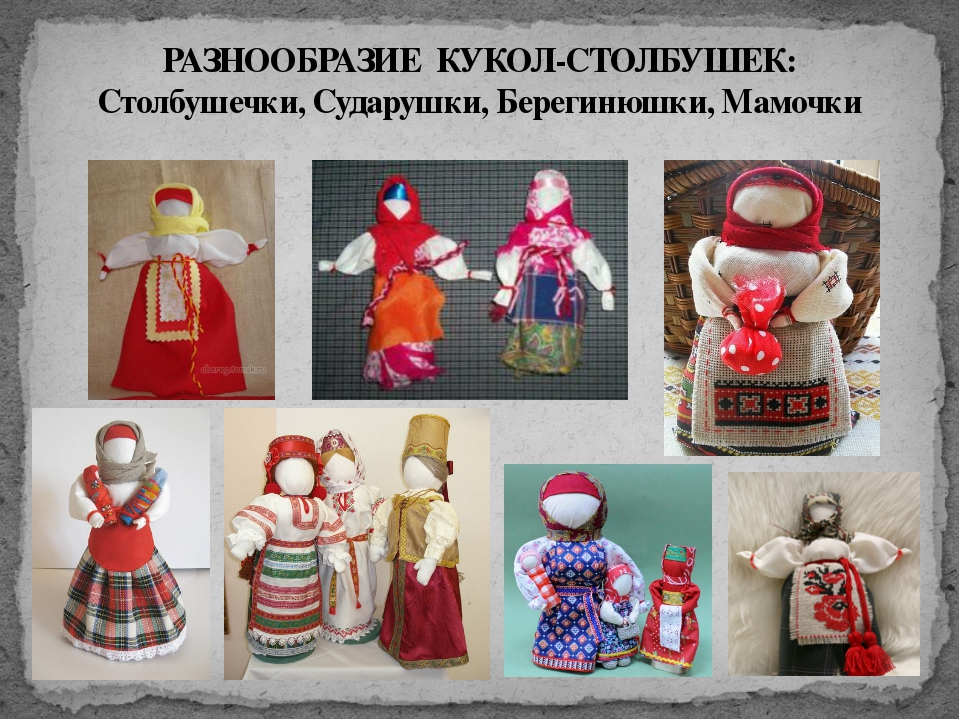 РАЗНООБРАЗИЕ КУКОЛ-СТОЛБУШЕК:
Столбушечки, Сударушки, Берегинюшки, Мамочки